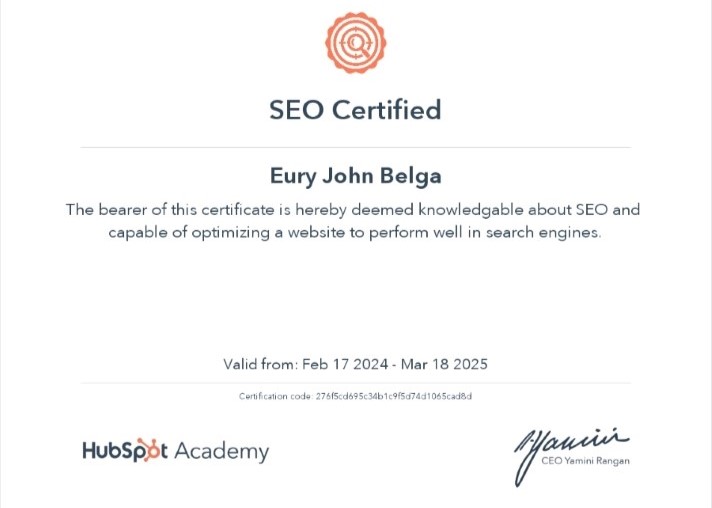 SEO Certified
Eury John Belga
The bearer of this certificate is hereby deemed knowledgable about SEO and
capable of optimizing a website to perform well in search engines.
Valid from: Feb 17 2024 - Mar 18 2025
Certification code: 276f5cd695c34b1c9f5d74d1065cad8d
HubSpot Academy
CEO Yamini Rangan